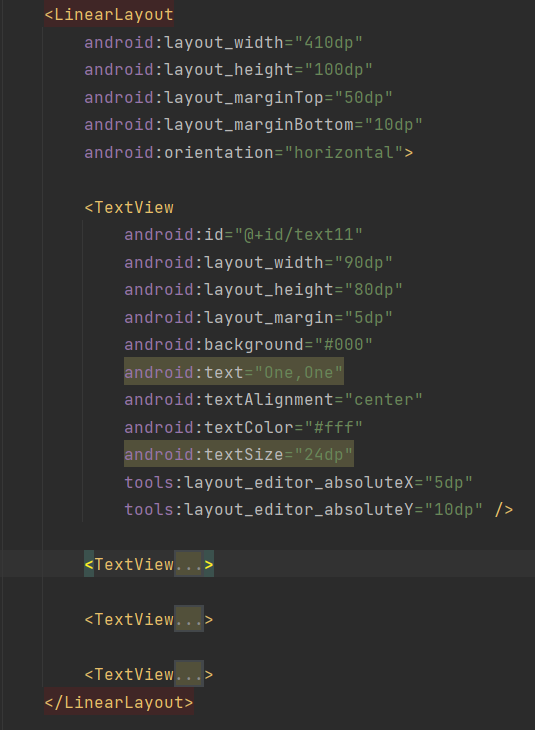 <LinearLayout
android:layout_width="410dp"
android:layout_height="100dp"
android:layout_marginTop="50dp"
android:layout_marginBottom="10dp"
android:orientation="horizontal">
<TextView
android:id="@+id/text11"
android:layout_width="90dp"
android:layout_height="80dp"
android:layout_margin="5dp"
android:background="#000"
android:text="One,One"
android:textAlignment="center"
android:textColor="#fff"
android:textSize="24dp"
tools:layout_editor_absoluteX="5dp"
tools:layout_editor_absoluteY="10dp" />
<TextView...>
<TextView...>
<TextView...>
</LinearLayout>